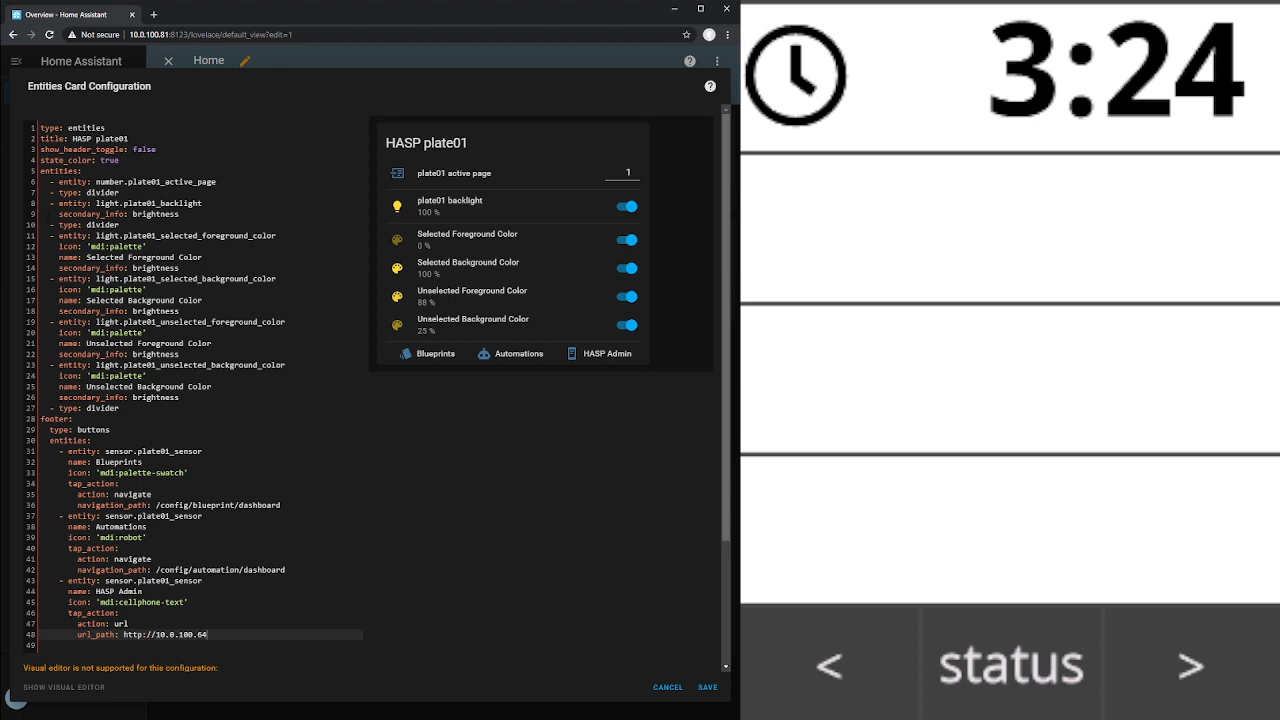 Overview - Home Assistant
Not secure | 10.0.100.81:8123/lovelace/default_view?edit=1
Home Assistant
Home
Entities Card Configuration
1 type: entities
2 title: HASP plate01
3 show_header_toggle: false
4 state_color: true
5 entities:
6 - entity: number.plate01_active_page
7 - type: divider
8 - entity: light.plate01_backlight
9 secondary_info: brightness
10 - type: divider
11 - entity: light.plate01_selected_foreground_color
12 icon: 'mdi:palette'
13 name: Selected Foreground Color
14 secondary_info: brightness
15 - entity: light.plate01_selected_background_color
16 icon: 'mdi:palette'
17 name: Selected Background Color
18 secondary_info: brightness
19 - entity: light.plate01_unselected_foreground_color
20 icon: 'mdi:palette'
21 name: Unselected Foreground Color
22 secondary_info: brightness
23 - entity: light.plate01_unselected_background_color
24 icon: 'mdi:palette'
25 name: Unselected Background Color
26 secondary_info: brightness
27 - type: divider
28 footer:
29 type: buttons
30 entities:
31 - entity: sensor.plate01_sensor
32 name: Blueprints
33 icon: 'mdi:palette-swatch'
34 tap_action:
35 action: navigate
36 navigation_path: /config/blueprint/dashboard
37 - entity: sensor.plate01_sensor
38 name: Automations
39 icon: 'mdi:robot'
40 tap_action:
41 action: navigate
42 navigation_path: /config/automation/dashboard
43 - entity: sensor.plate01_sensor
44 name: HASP Admin
45 icon: 'mdi:cellphone-text'
46 tap_action:
47 action: url
48 url_path: http://10.0.100.64
49
Visual editor is not supported for this configuration:
SHOW VISUAL EDITOR
CANCEL SAVE
HASP plate01
plate01 active page 1
plate01 backlight
100 %
Selected Foreground Color
0 %
Selected Background Color
100 %
Unselected Foreground Color
88 %
Unselected Background Color
25 %
Blueprints Automations HASP Admin
3:24
< status >